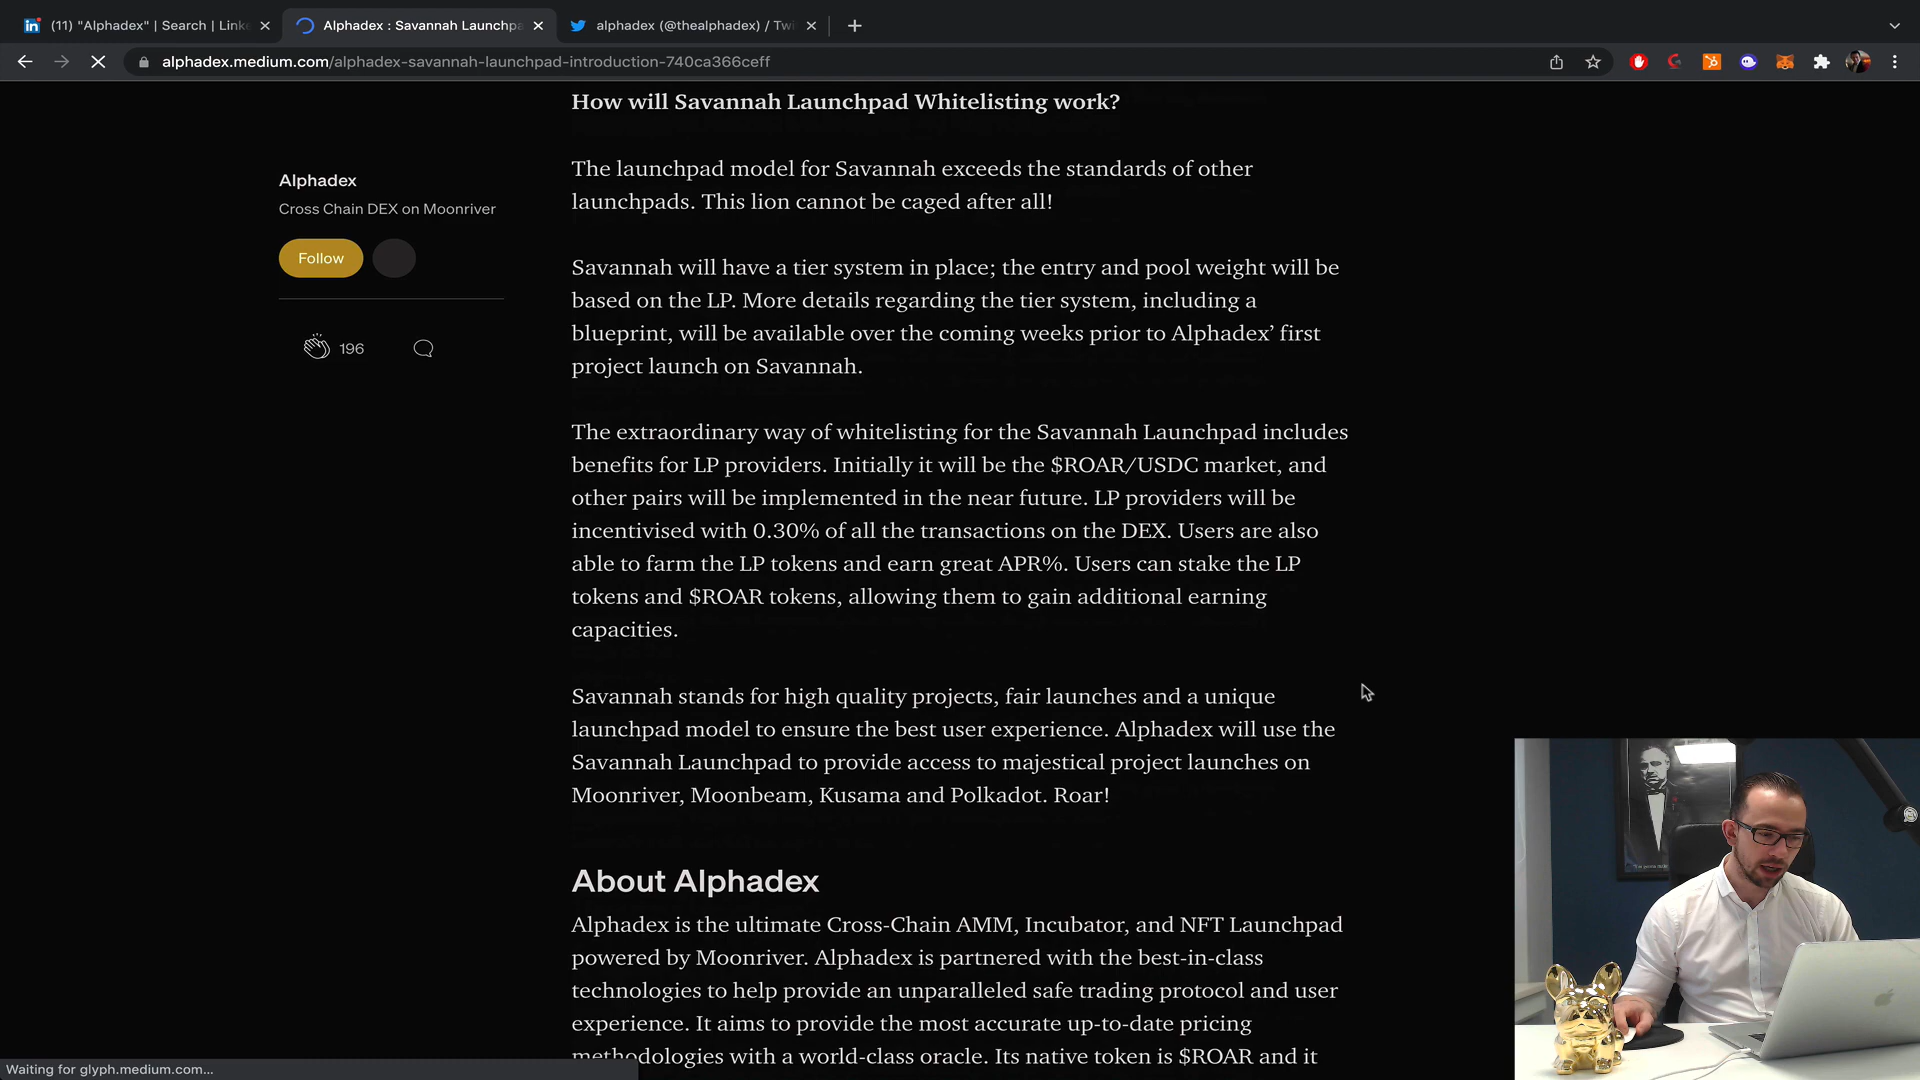 (11) "Alphadex" | Search | Linke
Alphadex : Savannah Launchpa
alphadex (@thealphadex) / Twi
alphadex.medium.com/alphadex-savannah-launchpad-introduction-740ca366ceff
How will Savannah Launchpad Whitelisting work?
Alphadex
Cross Chain DEX on Moonriver
Follow
196
The launchpad model for Savannah exceeds the standards of other
launchpads. This lion cannot be caged after all!
Savannah will have a tier system in place; the entry and pool weight will be
based on the LP. More details regarding the tier system, including a
blueprint, will be available over the coming weeks prior to Alphadex’ first
project launch on Savannah.
The extraordinary way of whitelisting for the Savannah Launchpad includes
benefits for LP providers. Initially it will be the $ROAR/USDC market, and
other pairs will be implemented in the near future. LP providers will be
incentivised with 0.30% of all the transactions on the DEX. Users are also
able to farm the LP tokens and earn great APR%. Users can stake the LP
tokens and $ROAR tokens, allowing them to gain additional earning
capacities.
Savannah stands for high quality projects, fair launches and a unique
launchpad model to ensure the best user experience. Alphadex will use the
Savannah Launchpad to provide access to majestical project launches on
Moonriver, Moonbeam, Kusama and Polkadot. Roar!
About Alphadex
Alphadex is the ultimate Cross-Chain AMM, Incubator, and NFT Launchpad
powered by Moonriver. Alphadex is partnered with the best-in-class
technologies to help provide an unparalleled safe trading protocol and user
experience. It aims to provide the most accurate up-to-date pricing
methodologies with a world-class oracle. Its native token is $ROAR and it
Waiting for glyph.medium.com...